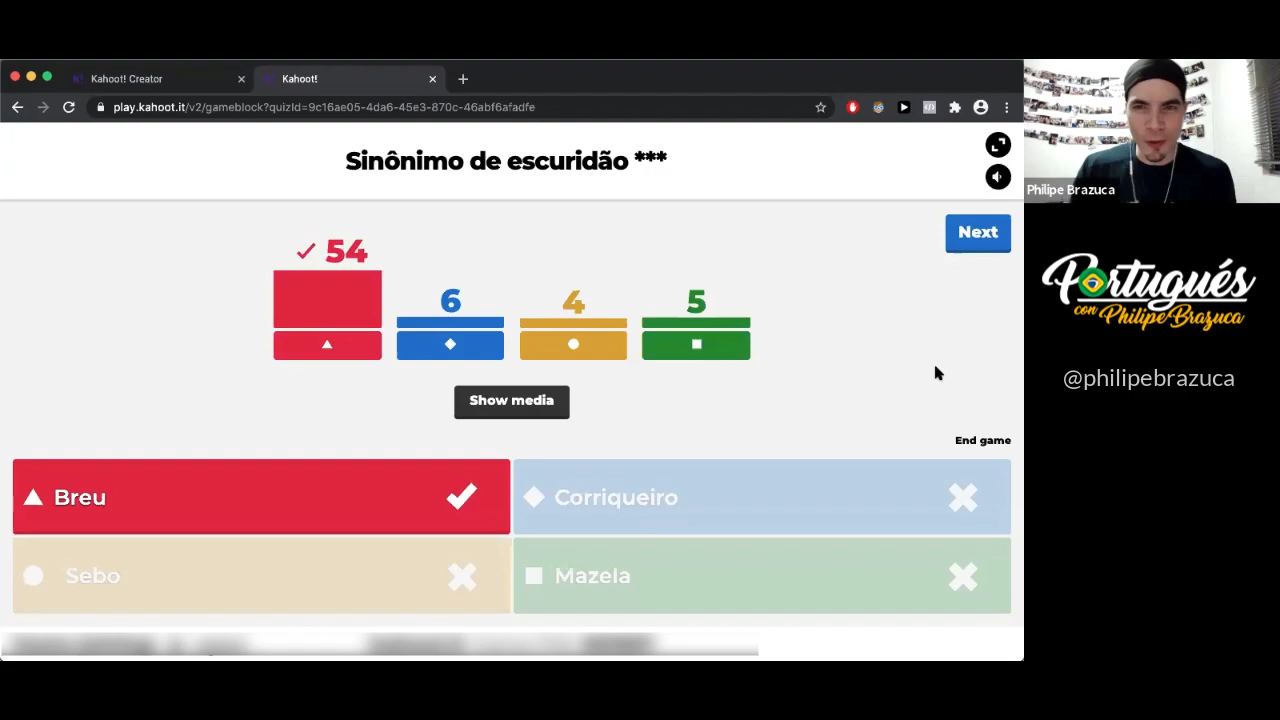 Kahoot! Creator
Kahoot!
play.kahoot.it/v2/gameblock?quizId=9c16ae05-4da6-45e3-870c-46abf6afadfe
Sinônimo de escuridão ***
Next
54
6
4
5
Show media
End game
Breu
Corriqueiro
Sebo
Mazela
Philipe Brazuca
Portugués
con Philipe Brazuca
@philipebrazuca